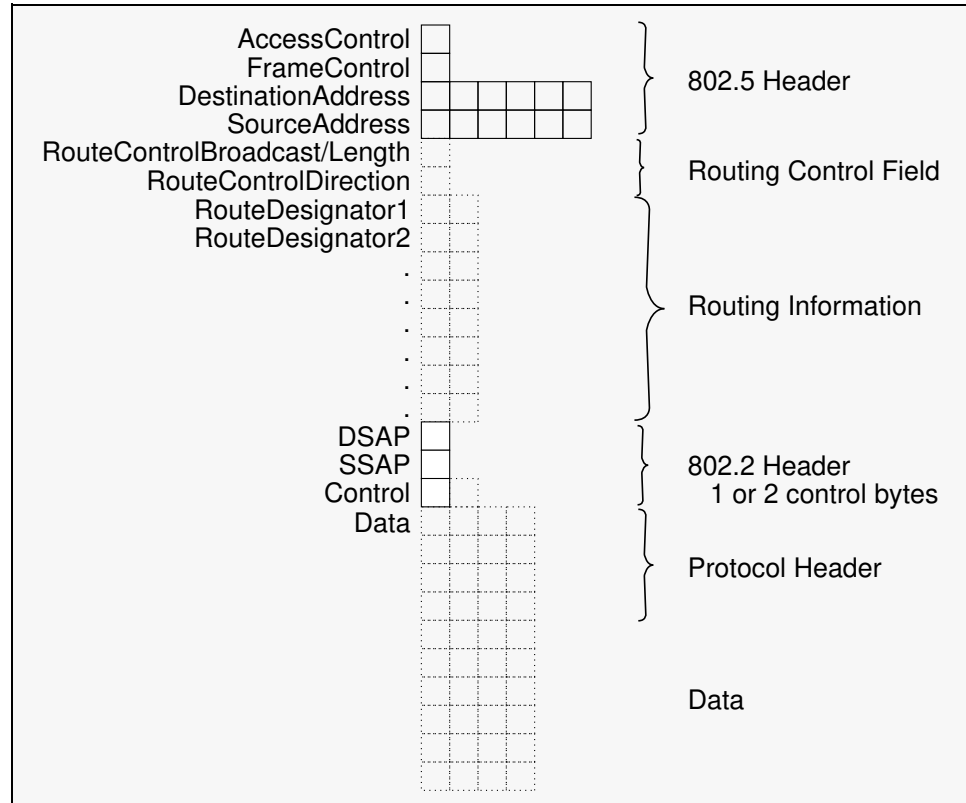 AccessControl
FrameControl
DestinationAddress
SourceAddress
802.5 Header
RouteControlBroadcast/Length
RouteControlDirection
Routing Control Field
RouteDesignator1
RouteDesignator2
.
.
.
.
.
.
Routing Information
DSAP
SSAP
Control
802.2 Header
1 or 2 control bytes
Data
Protocol Header
Data